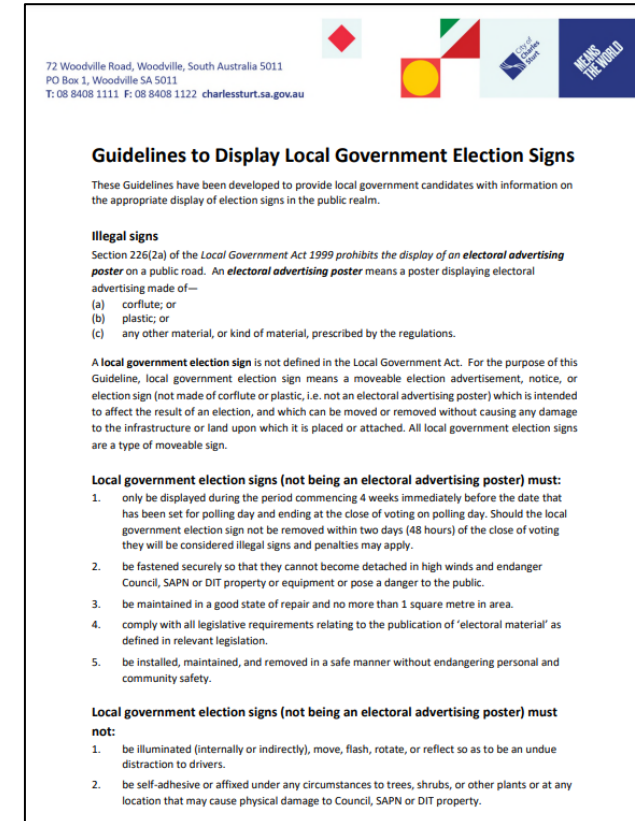 72 Woodville Road, Woodville, South Australia 5011
PO Box 1, Woodville SA 5011
T: 08 8408 1111 F: 08 8408 1122 charlessturt.sa.gov.au
City of
Charles
Sturt
MEANS
THE WORLD
Guidelines to Display Local Government Election Signs
These Guidelines have been developed to provide local government candidates with information on
the appropriate display of election signs in the public realm.
Illegal signs
Section 226(2a) of the Local Government Act 1999 prohibits the display of an electoral advertising
poster on a public road. An electoral advertising poster means a poster displaying electoral
advertising made of—
(a) corflute; or
(b) plastic; or
(c) any other material, or kind of material, prescribed by the regulations.
A local government election sign is not defined in the Local Government Act. For the purpose of this
Guideline, local government election sign means a moveable election advertisement, notice, or
election sign (not made of corflute or plastic, i.e. not an electoral advertising poster) which is intended
to affect the result of an election, and which can be moved or removed without causing any damage
to the infrastructure or land upon which it is placed or attached. All local government election signs
are a type of moveable sign.
Local government election signs (not being an electoral advertising poster) must:
1. only be displayed during the period commencing 4 weeks immediately before the date that
has been set for polling day and ending at the close of voting on polling day. Should the local
government election sign not be removed within two days (48 hours) of the close of voting
they will be considered illegal signs and penalties may apply.
2. be fastened securely so that they cannot become detached in high winds and endanger
Council, SAPN or DIT property or equipment or pose a danger to the public.
3. be maintained in a good state of repair and no more than 1 square metre in area.
4. comply with all legislative requirements relating to the publication of ‘electoral material’ as
defined in relevant legislation.
5. be installed, maintained, and removed in a safe manner without endangering personal and
community safety.
Local government election signs (not being an electoral advertising poster) must
not:
1. be illuminated (internally or indirectly), move, flash, rotate, or reflect so as to be an undue
distraction to drivers.
2. be self-adhesive or affixed under any circumstances to trees, shrubs, or other plants or at any
location that may cause physical damage to Council, SAPN or DIT property.